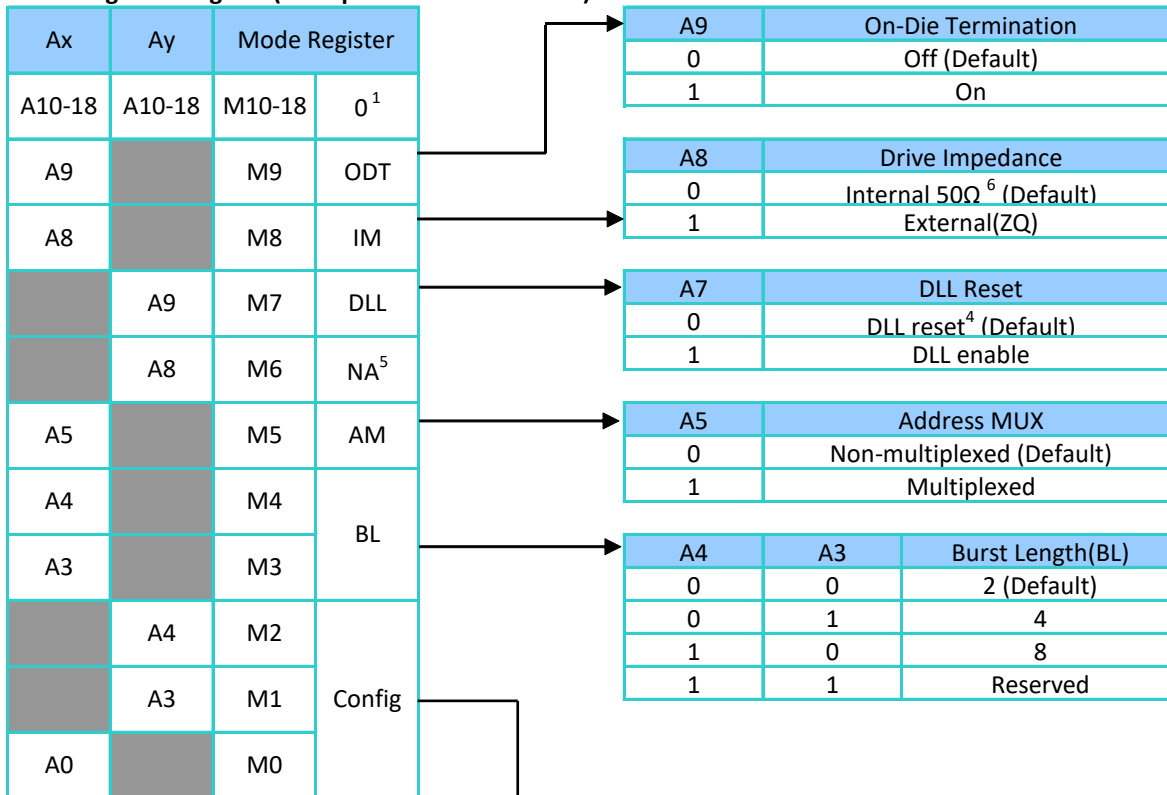 Ax Ay Mode Register
A10-18 A10-18 M10-18 0¹
A9 M9 ODT
A8 M8 IM
A9 M7 DLL
A8 M6 NA⁵
A5 M5 AM
A4 M4
BL
A3 M3
A4 M2
A3 M1 Config
A0 M0
A9 On-Die Termination
0 Off (Default)
1 On
A8 Drive Impedance
0 Internal 50Ω ⁶ (Default)
1 External(ZQ)
A7 DLL Reset
0 DLL reset⁴ (Default)
1 DLL enable
A5 Address MUX
0 Non-multiplexed (Default)
1 Multiplexed
A4 A3 Burst Length(BL)
0 0 2 (Default)
0 1 4
1 0 8
1 1 Reserved